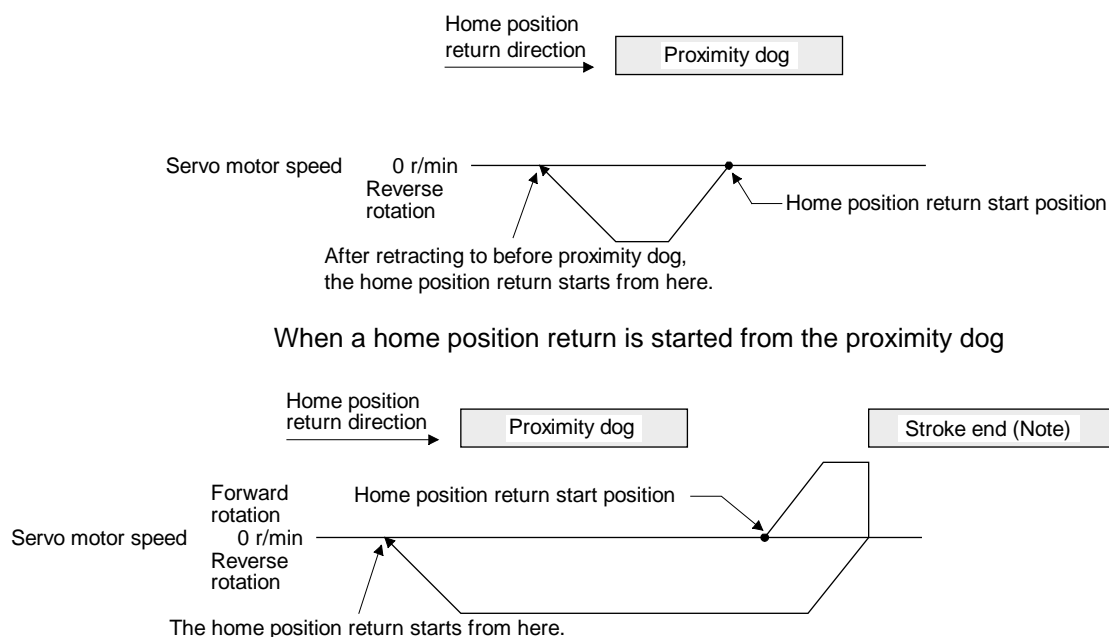 Home position
return direction
Proximity dog
Servo motor speed
0 r/min
Reverse
rotation
Home position return start position
After retracting to before proximity dog,
the home position return starts from here.
When a home position return is started from the proximity dog
Home position
return direction
Proximity dog
Stroke end (Note)
Forward
rotation
Home position return start position
Servo motor speed
0 r/min
Reverse
rotation
The home position return starts from here.